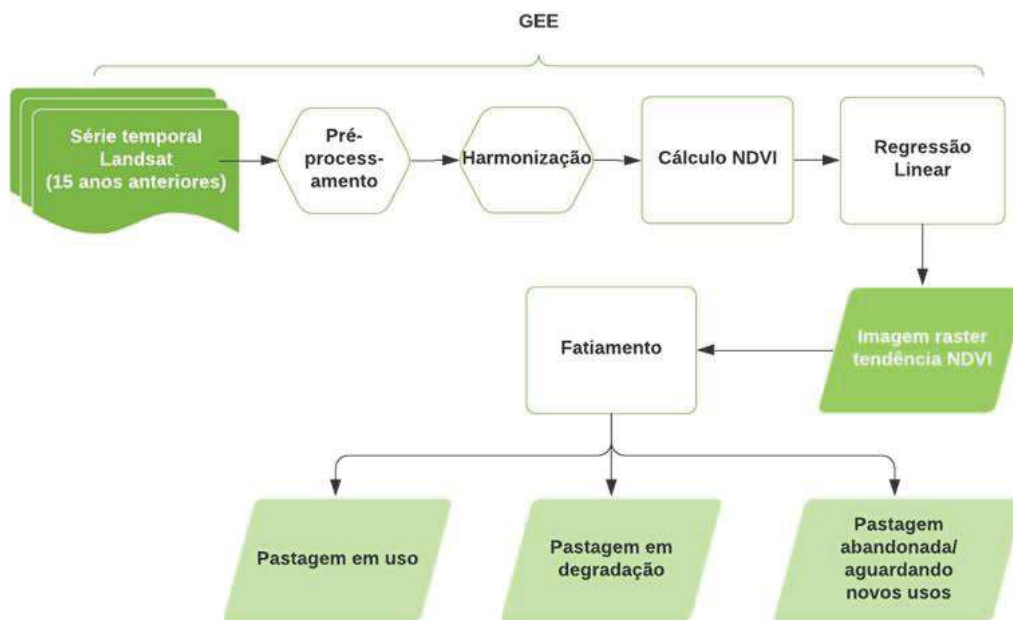 GEE
Série temporal
Landsat
(15 anos anteriores)
Pré-
process-
amento
Harmonização
Cálculo NDVI
Regressão
Linear
Imagem raster
tendência NDVI
Fatiamento
Pastagem em uso
Pastagem em
degradação
Pastagem
abandonada/
aguardando
novos usos